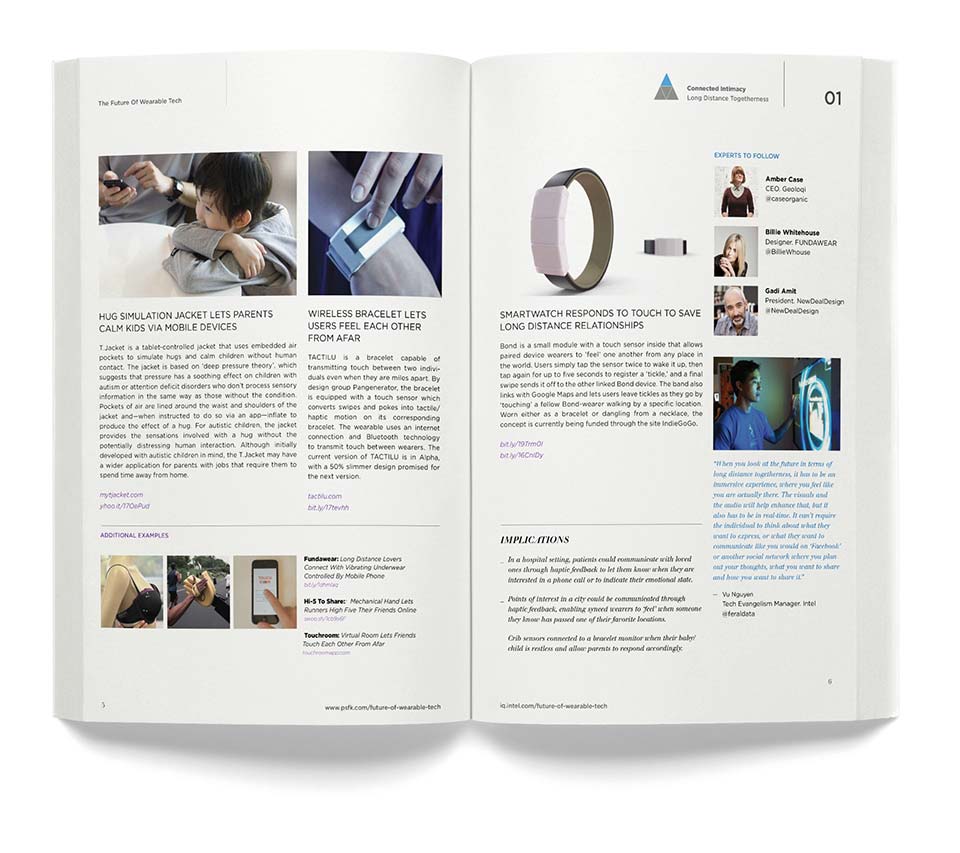 The Future Of Wearable Tech
HUG SIMULATION JACKET LETS PARENTS
CALM KIDS VIA MOBILE DEVICES
T.Jacket is a tablet-controlled jacket that uses embedded air
pockets to simulate hugs and calm children without human
contact. The jacket is based on 'deep pressure theory', which
suggests that pressure has a soothing effect on children with
autism or attention deficit disorders who don't process sensory
information in the same way as those without the condition.
Pockets of air are lined around the waist and shoulders of the
jacket and—when instructed to do so via an app—inflate to
produce the effect of a hug. For autistic children, the jacket
provides the sensations involved with a hug without the
potentially distressing human interaction. Although initially
developed with autistic children in mind, the T.Jacket may have
a wider application for parents with jobs that require them to
spend time away from home.
mytjacket.com
yhoo.it/17OePud
WIRELESS BRACELET LETS
USERS FEEL EACH OTHER
FROM AFAR
TACTILU is a bracelet capable of
transmitting touch between two indivi-
duals even when they are miles apart. By
design group Pangenerator, the bracelet
is equipped with a touch sensor which
converts swipes and pokes into tactile/
haptic motion on its corresponding
bracelet. The wearable uses an internet
connection and Bluetooth technology
to transmit touch between wearers. The
current version of TACTILU is in Alpha,
with a 50% slimmer design promised for
the next version.
tactilu.com
bit.ly/17tevhh
ADDITIONAL EXAMPLES
Fundawear: Long Distance Lovers
Connect With Vibrating Underwear
Controlled By Mobile Phone
Hi-5 To Share: Mechanical Hand Lets
Runners High Five Their Friends Online
Touchroom: Virtual Room Lets Friends
Touch Each Other From Afar
touchroomapp.com
5
www.psfk.com/future-of-wearable-tech
Connected Intimacy
Long Distance Togetherness
01
SMARTWATCH RESPONDS TO TOUCH TO SAVE
LONG DISTANCE RELATIONSHIPS
Bond is a small module with a touch sensor inside that allows
paired device wearers to 'feel' one another from any place in
the world. Users simply tap the sensor twice to wake it up, then
tap again for up to five seconds to register a 'tickle,' and a final
swipe sends it off to the other linked Bond device. The band also
links with Google Maps and lets users leave tickles as they go by
'touching' a fellow Bond-wearer walking by a specific location.
Worn either as a bracelet or dangling from a necklace, the
concept is currently being funded through the site IndieGoGo.
bit.ly/19Trm0I
bit.ly/16CnIDy
IMPLICATIONS
– In a hospital setting, patients could communicate with loved
ones through haptic feedback to let them know when they are
interested in a phone call or to indicate their emotional state.
– Points of interest in a city could be communicated through
haptic feedback, enabling synced wearers to 'feel' when someone
they know has passed one of their favorite locations.
Crib sensors connected to a bracelet monitor when their baby/
child is restless and allow parents to respond accordingly.
iq.intel.com/future-of-wearable-tech
EXPERTS TO FOLLOW
Amber Case
CEO. Geoloqi
@caseorganic
Billie Whitehouse
Designer. FUNDAWEAR
@BillieWhouse
Gadi Amit
President. NewDealDesign
@NewDealDesign
"When you look at the future in terms of
long distance togetherness, it has to be an
immersive experience, where you feel like
you are actually there. The visuals and
the audio will help enhance that, but it
also has to be in real-time. It can't require
the individual to think about what they
want to express, or what they want to
communicate like you would on 'Facebook'
or another social network where you plan
out your thoughts, what you want to share
and how you want to share it."
— Vu Nguyen
Tech Evangelism Manager. Intel
@feraldata
6